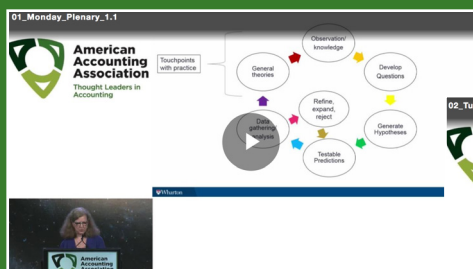 01_Monday_Plenary_1.1
American
Accounting
Association
Thought Leaders in
Accounting
Touchpoints
with practice
Observation/
knowledge
General
theories
Develop
Questions
Refine,
expand,
reject
Data
gathering/
analysis
Generate
Hypotheses
Testable
Predictions
Wharton
02_Tu
American
Accounting
Association